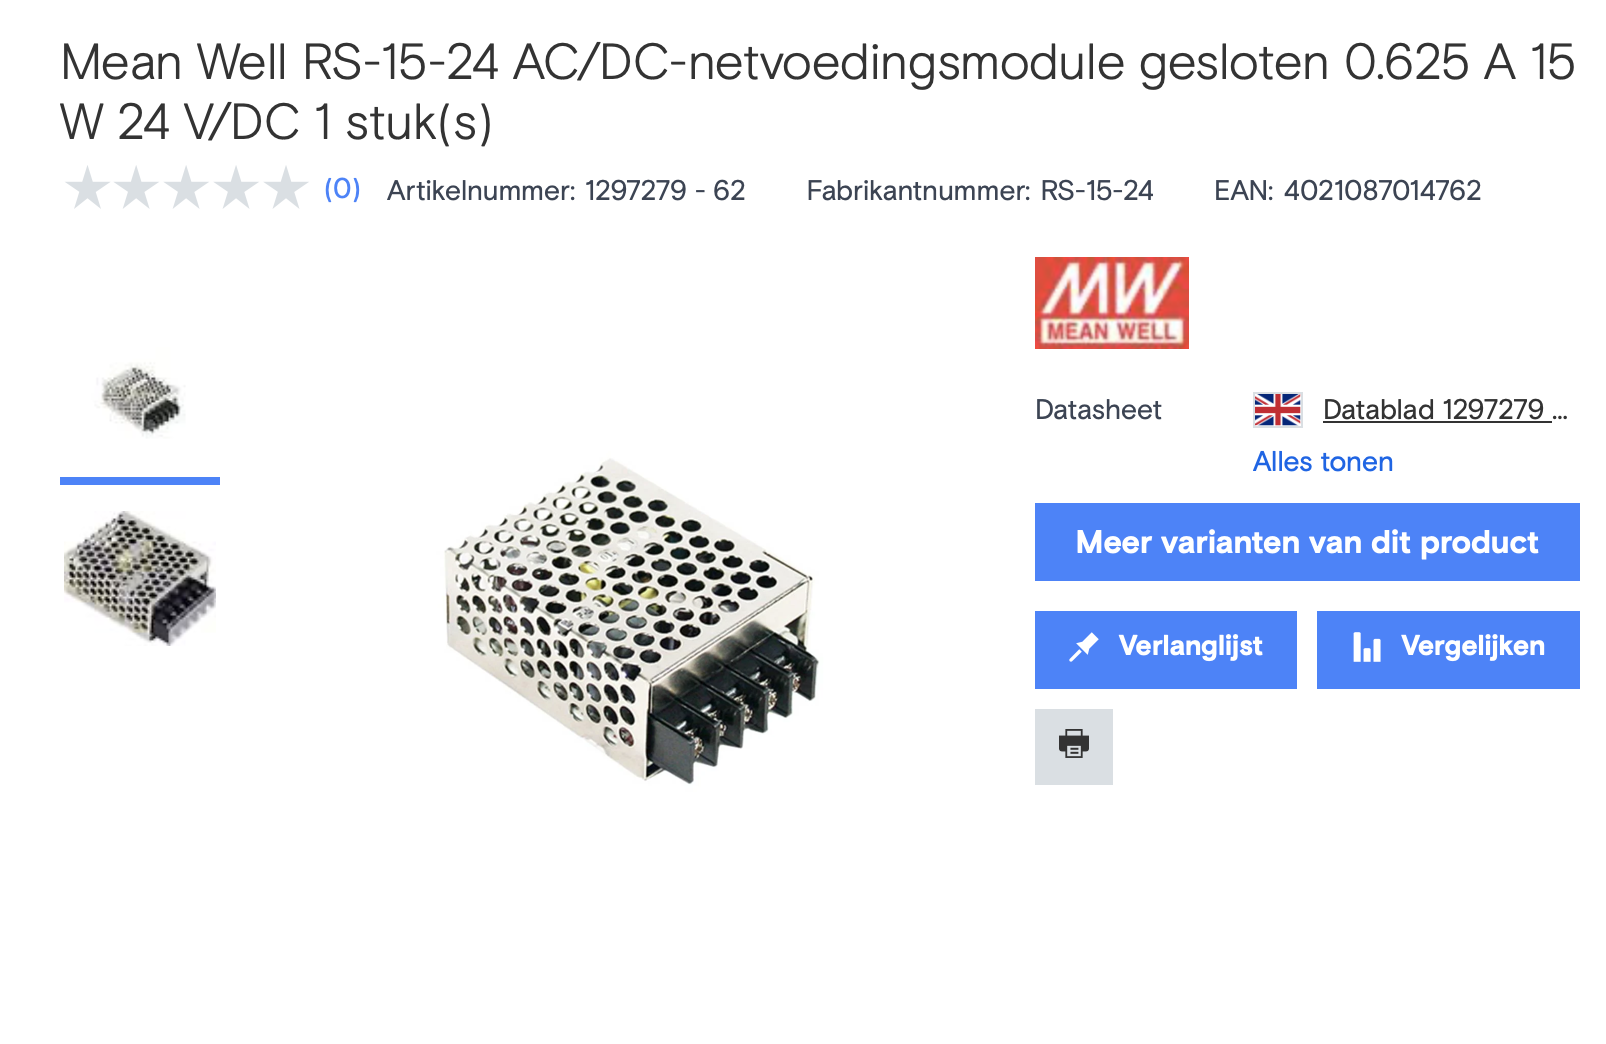 Mean Well RS-15-24 AC/DC-netvoedingsmodule gesloten 0.625 A 15
W 24 V/DC 1 stuk(s)
(0) Artikelnummer: 1297279 - 62 Fabrikantnummer: RS-15-24 EAN: 4021087014762
MW
MEAN WELL
Datasheet Datablad 1297279 ...
Alles tonen
Meer varianten van dit product
Verlanglijst Vergelijken